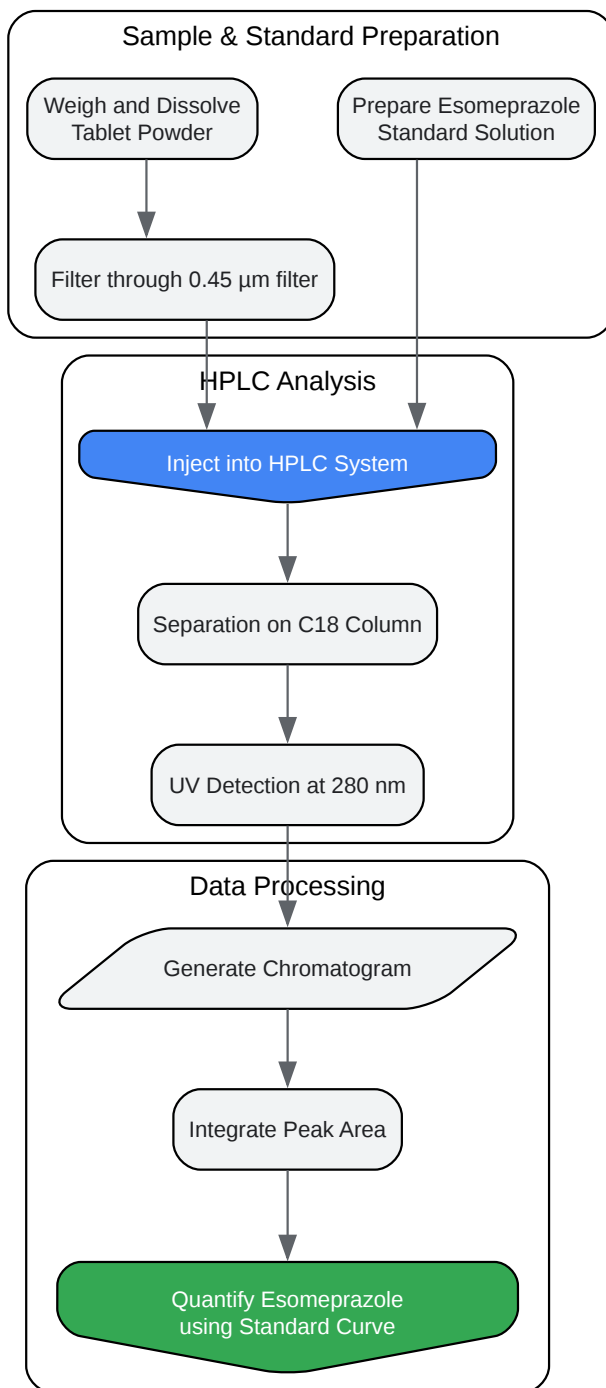 Sample & Standard Preparation
Weigh and Dissolve
Tablet Powder
Prepare Esomeprazole
Standard Solution
Filter through 0.45 µm filter
HPLC Analysis
Inject into HPLC System
Separation on C18 Column
UV Detection at 280 nm
Data Processing
Generate Chromatogram
Integrate Peak Area
Quantify Esomeprazole
using Standard Curve